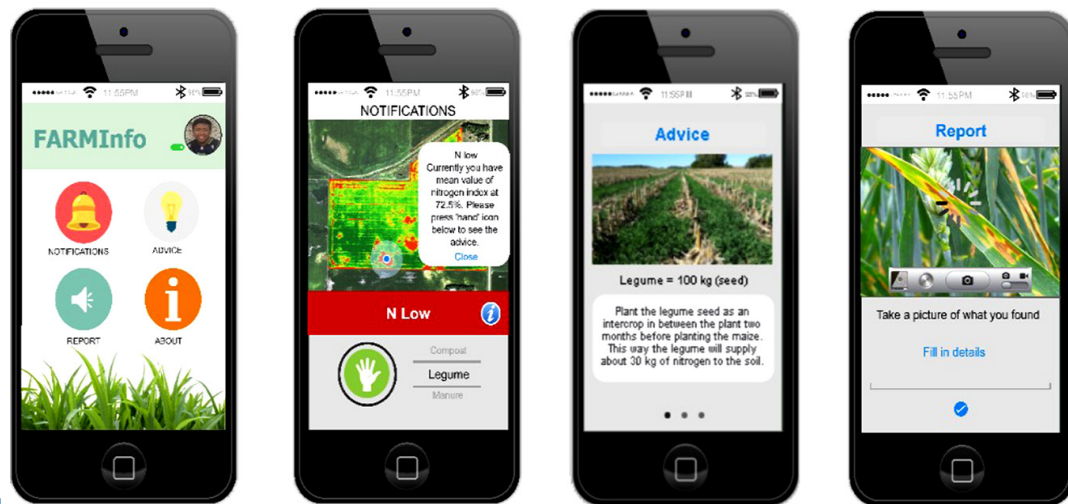 11:55PM
FARMInfo
NOTIFICATIONS
ADVICE
REPORT
ABOUT
11:55PM
NOTIFICATIONS
N low
Currently you have
mean value of
nitrogen index at
72.5%. Please
press 'hand' icon
below to see the
advice.
Close
N Low
i
Compost
Legume
Manure
11:55PM
Advice
Legume = 100 kg (seed)
Plant the legume seed as an
intercrop in between the plant two
months before planting the maize.
This way the legume will supply
about 30 kg of nitrogen to the soil.
11:55PM
Report
Take a picture of what you found
Fill in details